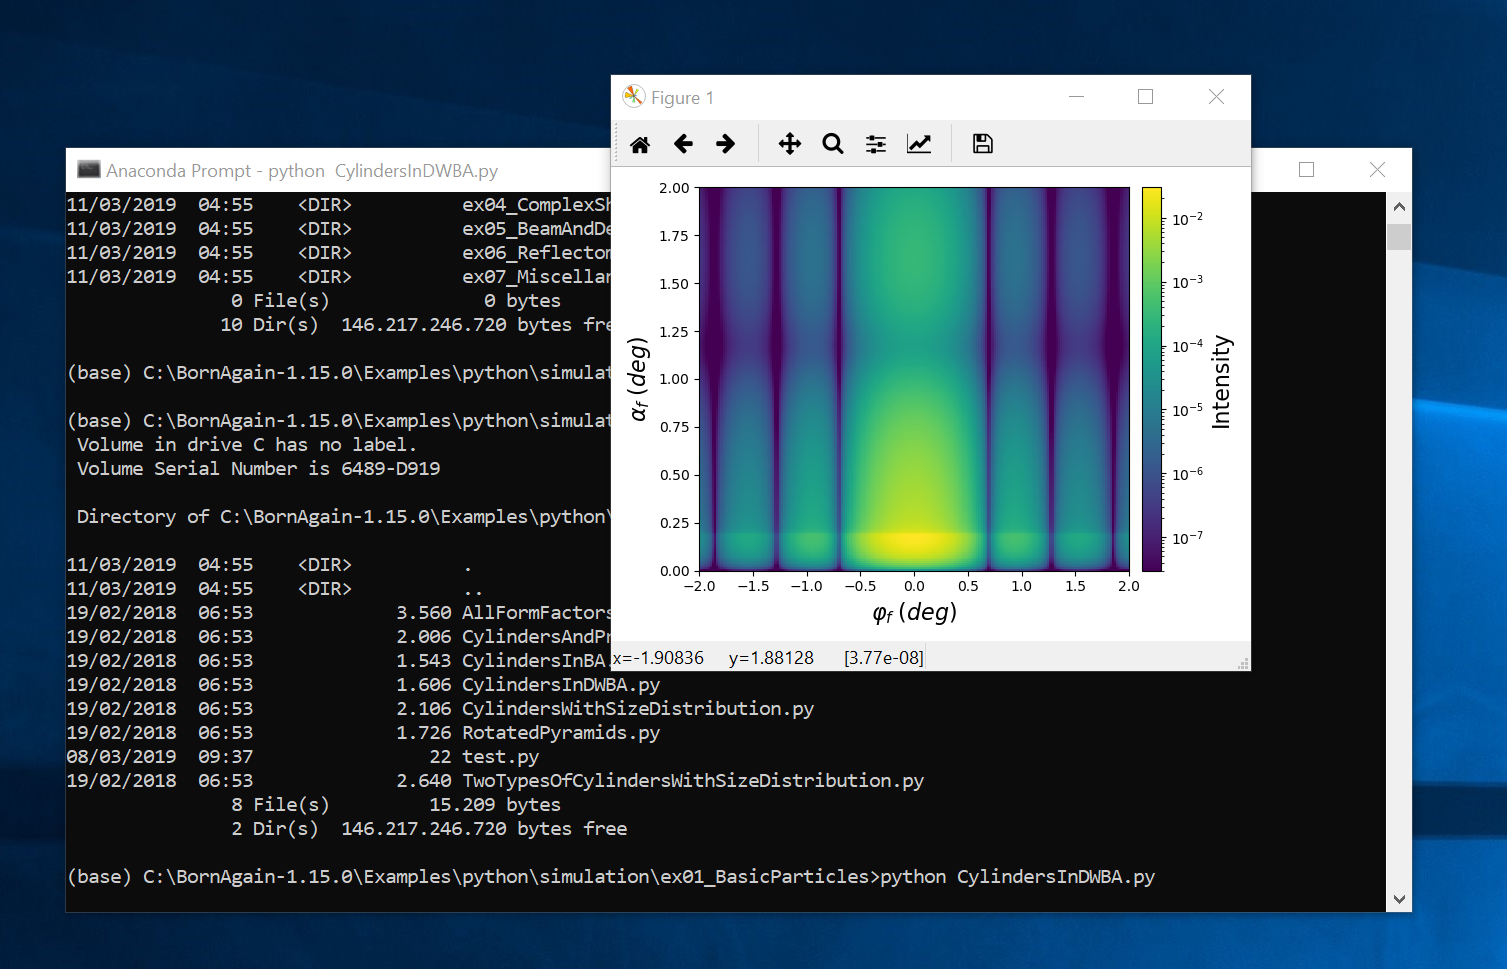 Figure 1
Anaconda Prompt - python  CylindersInDWBA.py
11/03/2019  04:55    <DIR>          ex04_ComplexSh
11/03/2019  04:55    <DIR>          ex05_BeamAndDe
11/03/2019  04:55    <DIR>          ex06_Reflectom
11/03/2019  04:55    <DIR>          ex07_Miscellan
0 File(s)              0 bytes
10 Dir(s)  146.217.246.720 bytes fre
(base) C:\BornAgain-1.15.0\Examples\python\simulat
(base) C:\BornAgain-1.15.0\Examples\python\simulat
Volume in drive C has no label.
Volume Serial Number is 6489-D919
Directory of C:\BornAgain-1.15.0\Examples\python\
11/03/2019  04:55    <DIR>          .
11/03/2019  04:55    <DIR>          ..
19/02/2018  06:53             3.560 AllFormFactors
19/02/2018  06:53             2.006 CylindersAndPr
19/02/2018  06:53             1.543 CylindersInBA.
19/02/2018  06:53             1.606 CylindersInDWBA.py
19/02/2018  06:53             2.106 CylindersWithSizeDistribution.py
19/02/2018  06:53             1.726 RotatedPyramids.py
08/03/2019  09:37                22 test.py
19/02/2018  06:53             2.640 TwoTypesOfCylindersWithSizeDistribution.py
8 File(s)         15.209 bytes
2 Dir(s)  146.217.246.720 bytes free
(base) C:\BornAgain-1.15.0\Examples\python\simulation\ex01_BasicParticles>python CylindersInDWBA.py
2.00
1.75
1.50
1.25
1.00
0.75
0.50
0.25
0.00
αf (deg)
−2.0 −1.5 −1.0 −0.5 0.0 0.5 1.0 1.5 2.0
φf (deg)
10⁻²
10⁻³
10⁻⁴
10⁻⁵
10⁻⁶
10⁻⁷
Intensity
x=-1.90836 y=1.88128 [3.77e-08]